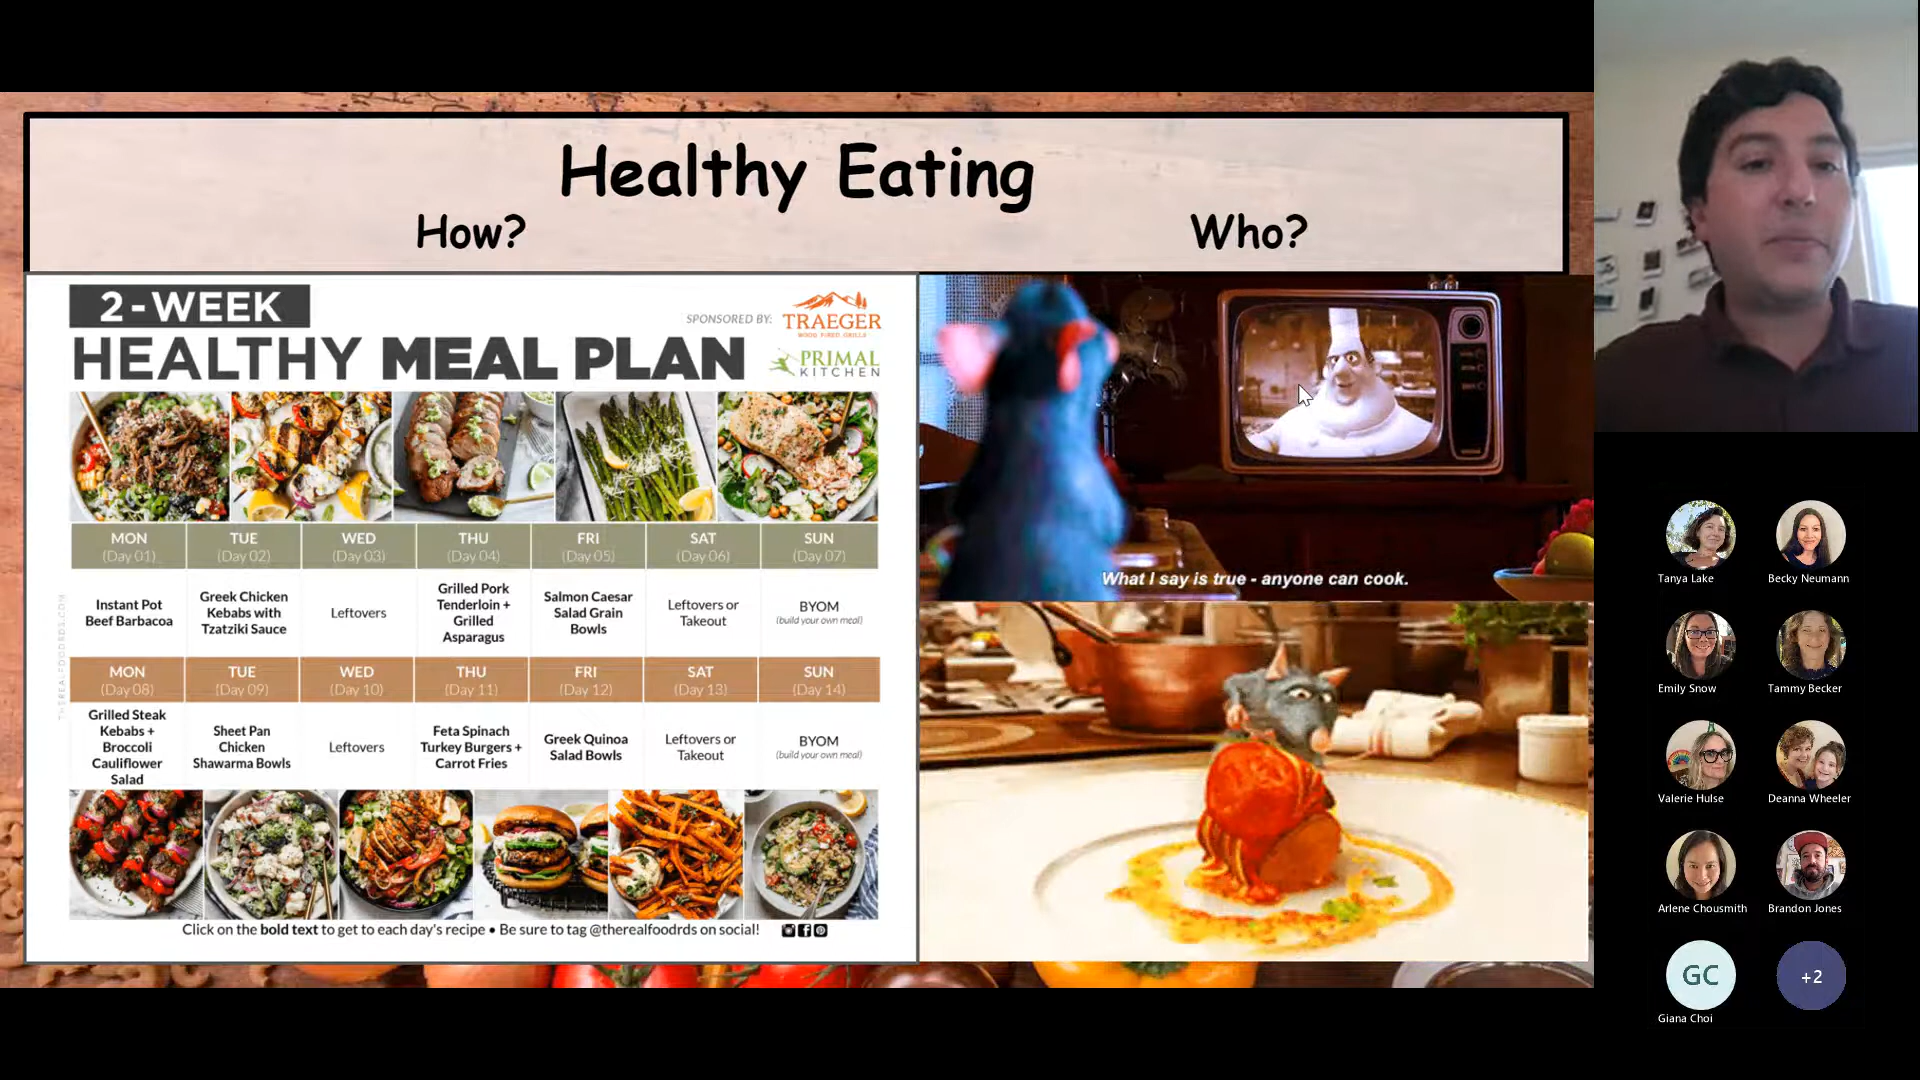 Healthy Eating
How?
Who?
2-WEEK
HEALTHY MEAL PLAN
SPONSORED BY:
TRAEGER
WOOD FIRED GRILLS
PRIMAL
KITCHEN
MON
(Day 01)
TUE
(Day 02)
WED
(Day 03)
THU
(Day 04)
FRI
(Day 05)
SAT
(Day 06)
SUN
(Day 07)
Instant Pot
Beef Barbacoa
Greek Chicken
Kebabs with
Tzatziki Sauce
Leftovers
Grilled Pork
Tenderloin +
Grilled
Asparagus
Salmon Caesar
Salad Grain
Bowls
Leftovers or
Takeout
BYOM
(build your own meal)
MON
(Day 08)
TUE
(Day 09)
WED
(Day 10)
THU
(Day 11)
FRI
(Day 12)
SAT
(Day 13)
SUN
(Day 14)
Grilled Steak
Kebabs +
Broccoli
Cauliflower
Salad
Sheet Pan
Chicken
Shawarma Bowls
Leftovers
Feta Spinach
Turkey Burgers +
Carrot Fries
Greek Quinoa
Salad Bowls
Leftovers or
Takeout
BYOM
(build your own meal)
THEREALFOODRDS.COM
Click on the bold text to get to each day's recipe • Be sure to tag @therealfoodrds on social!
What I say is true - anyone can cook.
Tanya Lake
Becky Neumann
Emily Snow
Tammy Becker
Valerie Hulse
Deanna Wheeler
Arlene Chousmith
Brandon Jones
GC
+2
Giana Choi